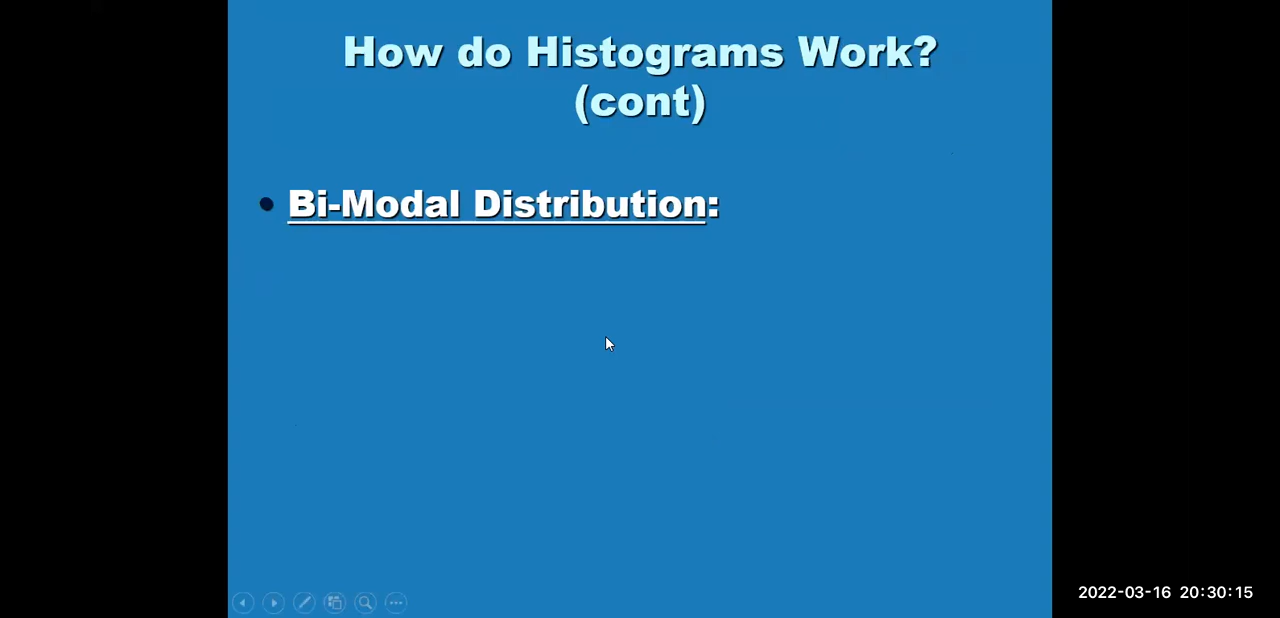 How do Histograms Work?
(cont)
• Bi-Modal Distribution:
2022-03-16 20:30:15